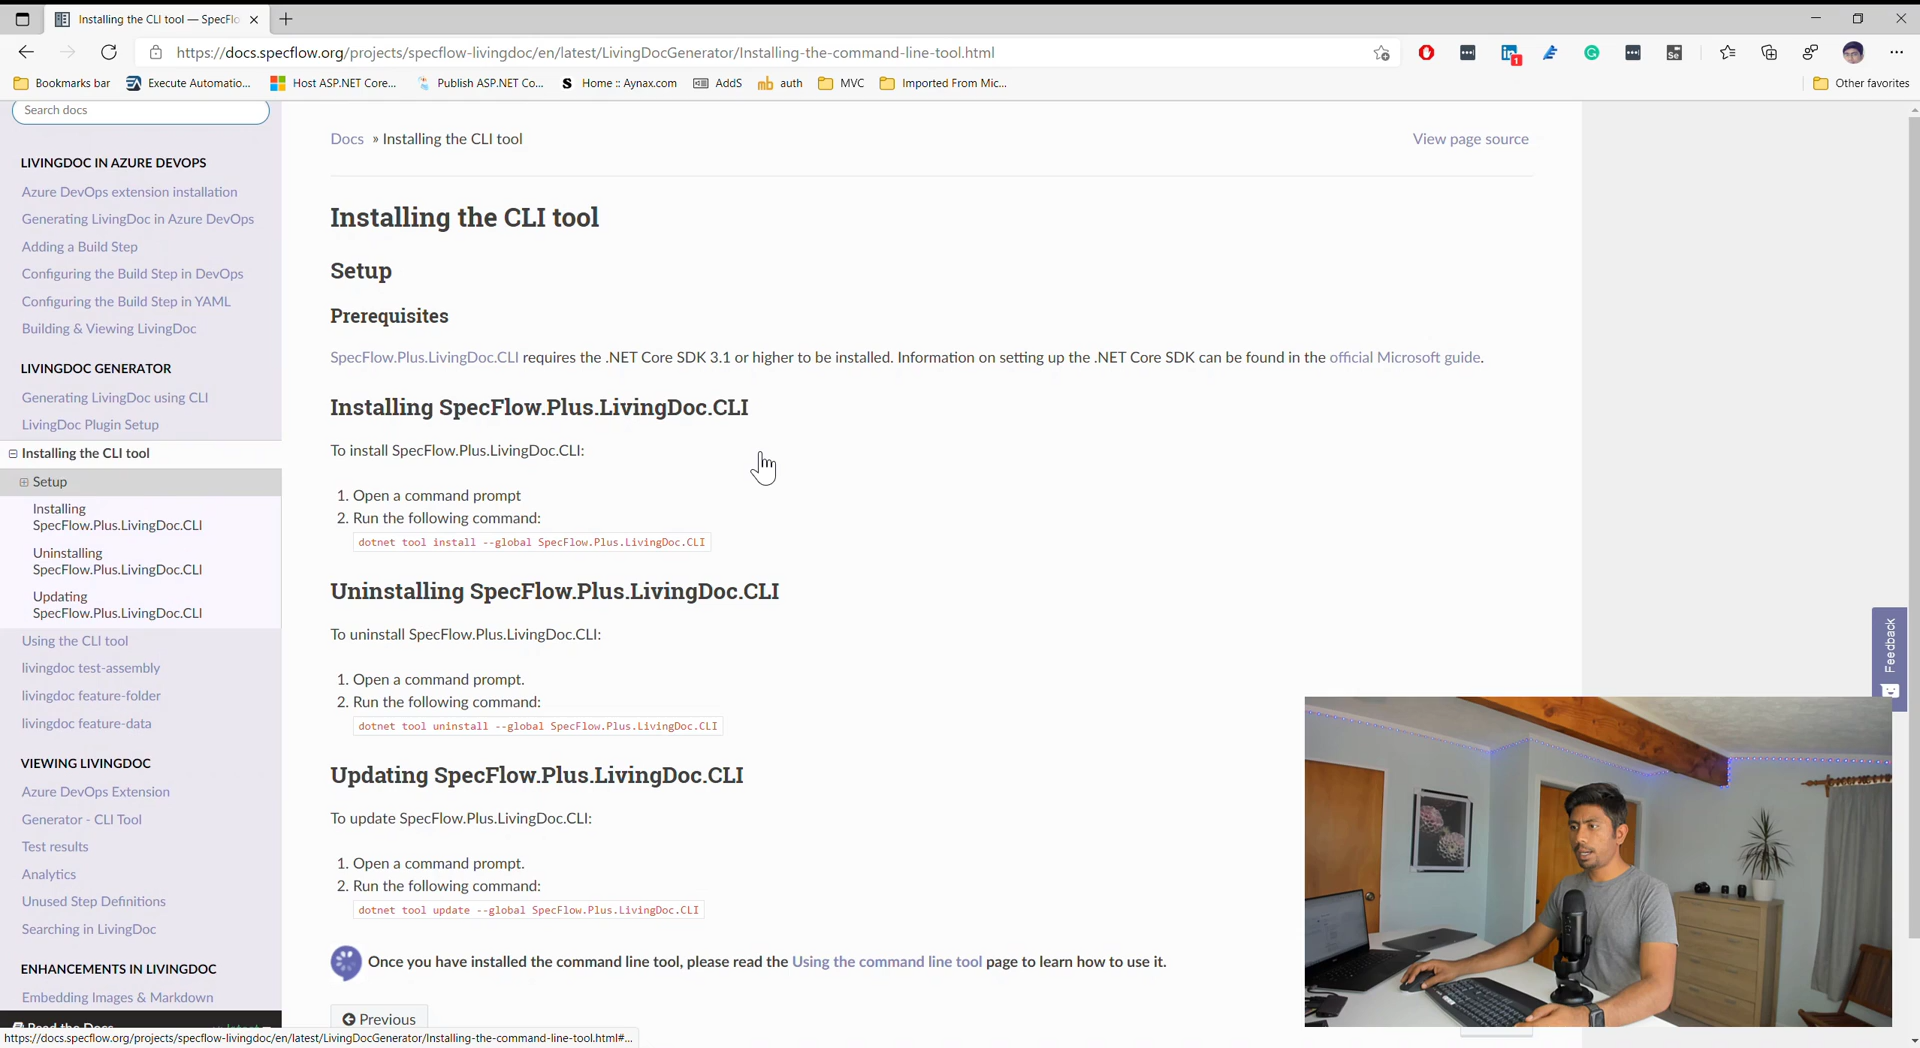 Installing the CLI tool — SpecFlo
https://docs.specflow.org/projects/specflow-livingdoc/en/latest/LivingDocGenerator/Installing-the-command-line-tool.html
1
Bookmarks bar
Execute Automatio...
Host ASP.NET Core...
Publish ASP.NET Co...
Home :: Aynax.com
AddS
auth
MVC
Imported From Mic...
Other favorites
Search docs
LIVINGDOC IN AZURE DEVOPS
Azure DevOps extension installation
Generating LivingDoc in Azure DevOps
Adding a Build Step
Configuring the Build Step in DevOps
Configuring the Build Step in YAML
Building & Viewing LivingDoc
LIVINGDOC GENERATOR
Generating LivingDoc using CLI
LivingDoc Plugin Setup
Installing the CLI tool
Setup
Installing
SpecFlow.Plus.LivingDoc.CLI
Uninstalling
SpecFlow.Plus.LivingDoc.CLI
Updating
SpecFlow.Plus.LivingDoc.CLI
Using the CLI tool
livingdoc test-assembly
livingdoc feature-folder
livingdoc feature-data
VIEWING LIVINGDOC
Azure DevOps Extension
Generator - CLI Tool
Test results
Analytics
Unused Step Definitions
Searching in LivingDoc
ENHANCEMENTS IN LIVINGDOC
Embedding Images & Markdown
Read the Docs
Docs » Installing the CLI tool
View page source
Installing the CLI tool
Setup
Prerequisites
SpecFlow.Plus.LivingDoc.CLI requires the .NET Core SDK 3.1 or higher to be installed. Information on setting up the .NET Core SDK can be found in the official Microsoft guide.
Installing SpecFlow.Plus.LivingDoc.CLI
To install SpecFlow.Plus.LivingDoc.CLI:
1. Open a command prompt
2. Run the following command:
dotnet tool install --global SpecFlow.Plus.LivingDoc.CLI
Uninstalling SpecFlow.Plus.LivingDoc.CLI
To uninstall SpecFlow.Plus.LivingDoc.CLI:
1. Open a command prompt.
2. Run the following command:
dotnet tool uninstall --global SpecFlow.Plus.LivingDoc.CLI
Updating SpecFlow.Plus.LivingDoc.CLI
To update SpecFlow.Plus.LivingDoc.CLI:
1. Open a command prompt.
2. Run the following command:
dotnet tool update --global SpecFlow.Plus.LivingDoc.CLI
Once you have installed the command line tool, please read the Using the command line tool page to learn how to use it.
Previous
Feedback
https://docs.specflow.org/projects/specflow-livingdoc/en/latest/LivingDocGenerator/Installing-the-command-line-tool.html#...